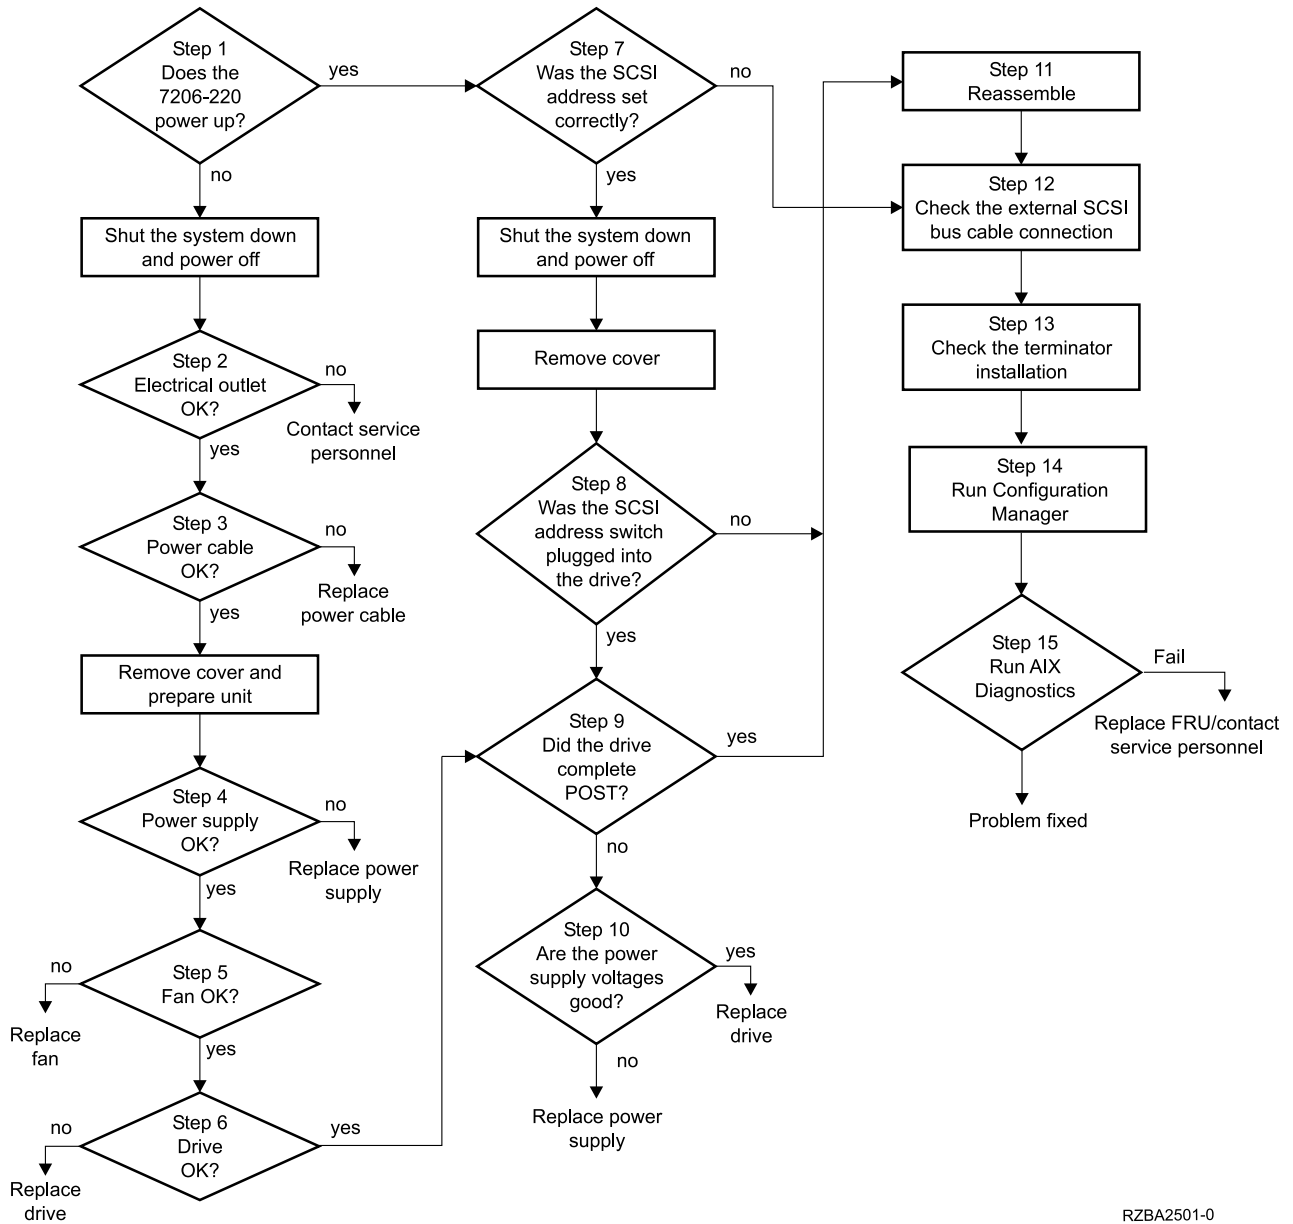 Step 1
Does the
7206-220
power up?
yes
no
Shut the system down
and power off
Step 2
Electrical outlet
OK?
no
Contact service
personnel
yes
Step 3
Power cable
OK?
no
Replace
power cable
yes
Remove cover and
prepare unit
Step 4
Power supply
OK?
no
Replace power
supply
yes
Step 5
Fan OK?
no
Replace
fan
yes
Step 6
Drive
OK?
no
Replace
drive
yes
Step 7
Was the SCSI
address set
correctly?
no
yes
Shut the system down
and power off
Remove cover
Step 8
Was the SCSI
address switch
plugged into
the drive?
no
yes
Step 9
Did the drive
complete
POST?
yes
no
Step 10
Are the power
supply voltages
good?
yes
Replace
drive
no
Replace power
supply
Step 11
Reassemble
Step 12
Check the external SCSI
bus cable connection
Step 13
Check the terminator
installation
Step 14
Run Configuration
Manager
Step 15
Run AIX
Diagnostics
Fail
Replace FRU/contact
service personnel
Problem fixed
RZBA2501-0